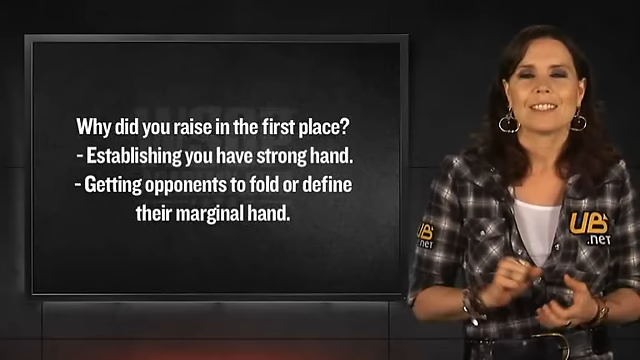 Why did you raise in the first place?
- Establishing you have strong hand.
- Getting opponents to fold or define
their marginal hand.
UB
.net
UB
.net